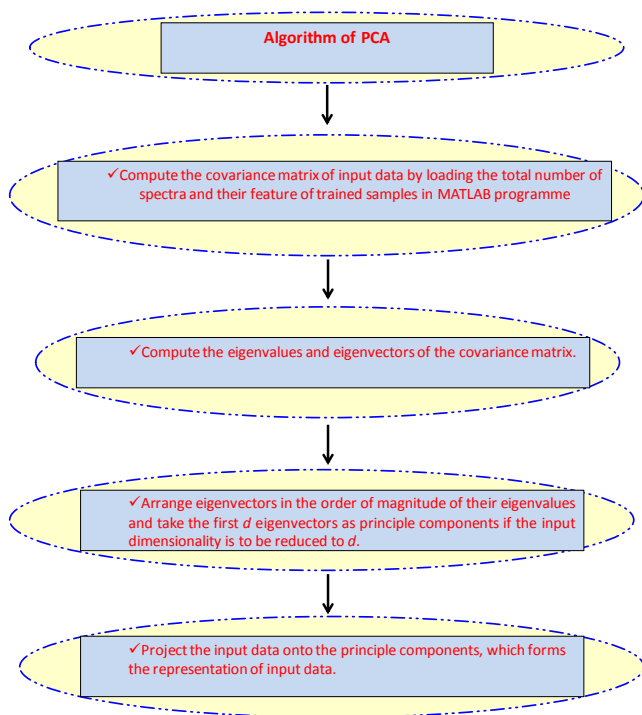 Algorithm of PCA
✓Compute the covariance matrix of input data by loading the total number of
spectra and their feature of trained samples in MATLAB programme
✓Compute the eigenvalues and eigenvectors of the covariance matrix.
✓Arrange eigenvectors in the order of magnitude of their eigenvalues
and take the first d eigenvectors as principle components if the input
dimensionality is to be reduced to d.
✓Project the input data onto the principle components, which forms
the representation of input data.